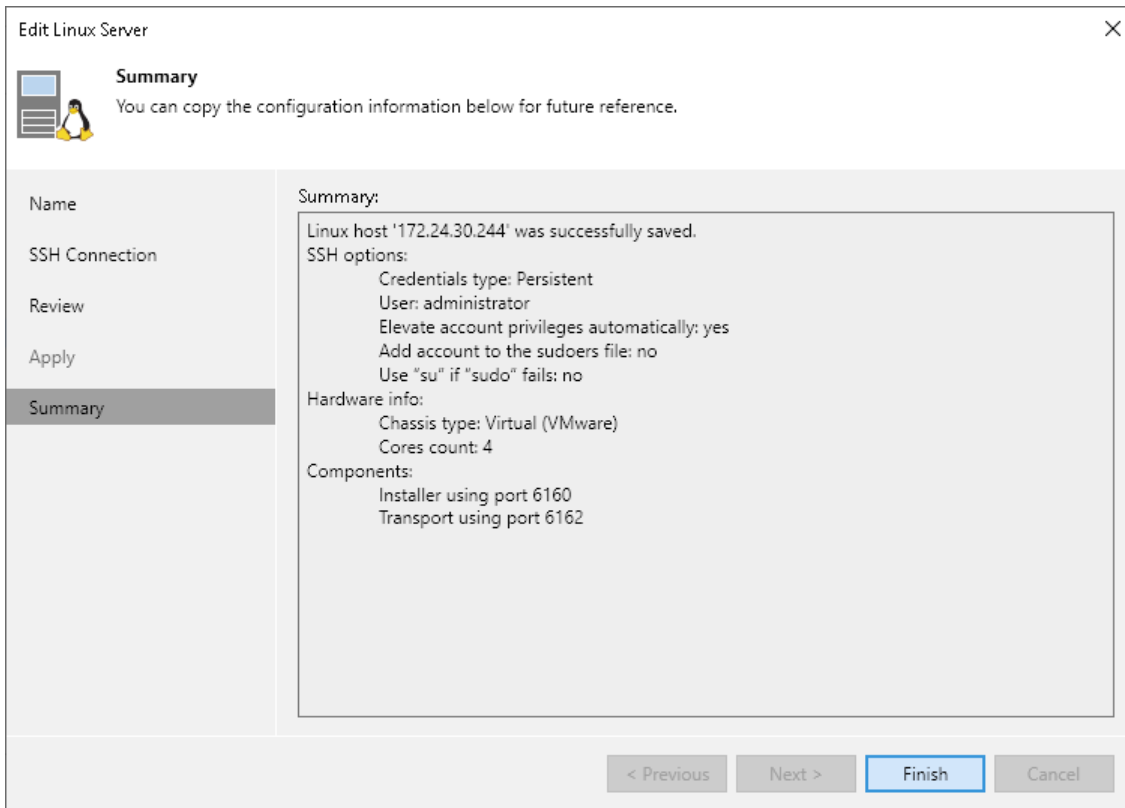 Edit Linux Server
Summary
You can copy the configuration information below for future reference.
Name
SSH Connection
Review
Apply
Summary
Summary:
Linux host '172.24.30.244' was successfully saved.
SSH options:
Credentials type: Persistent
User: administrator
Elevate account privileges automatically: yes
Add account to the sudoers file: no
Use "su" if "sudo" fails: no
Hardware info:
Chassis type: Virtual (VMware)
Cores count: 4
Components:
Installer using port 6160
Transport using port 6162
< Previous
Next >
Finish
Cancel